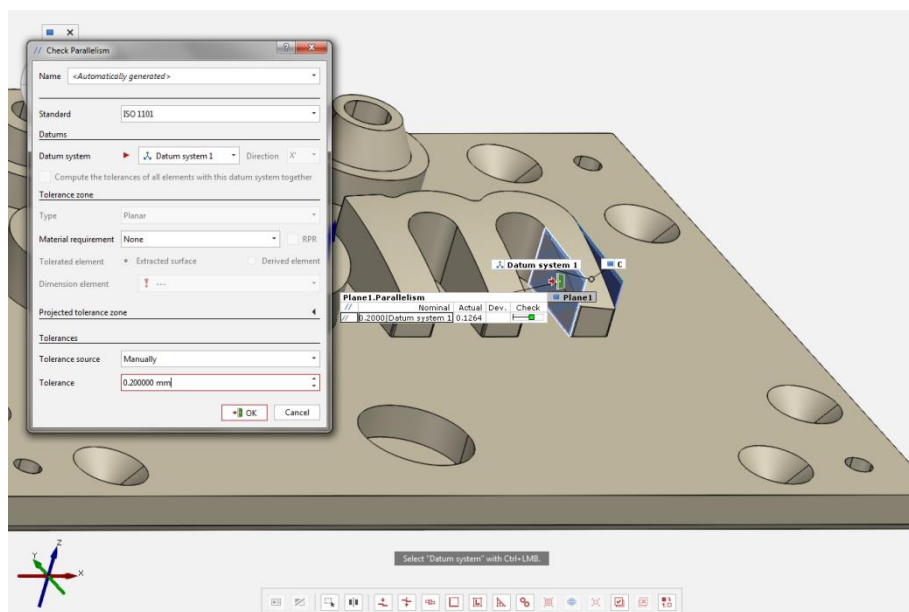 // Check Parallelism
Name <Automatically generated>
Standard ISO 1101
Datums
Datum system Datum system 1 Direction X'
Compute the tolerances of all elements with this datum system together
Tolerance zone
Type Planar
Material requirement None RPR
Tolerated element Extracted surface Derived element
Dimension element ---
Projected tolerance zone
Tolerances
Tolerance source Manually
Tolerance 0.200000 mm
OK Cancel
Datum system 1 C
Plane1
Plane1.Parallelism
// Nominal Actual Dev. Check
// 0.2000 Datum system 1 0.1264
Select "Datum system" with Ctrl+LMB.
Z
Y
X